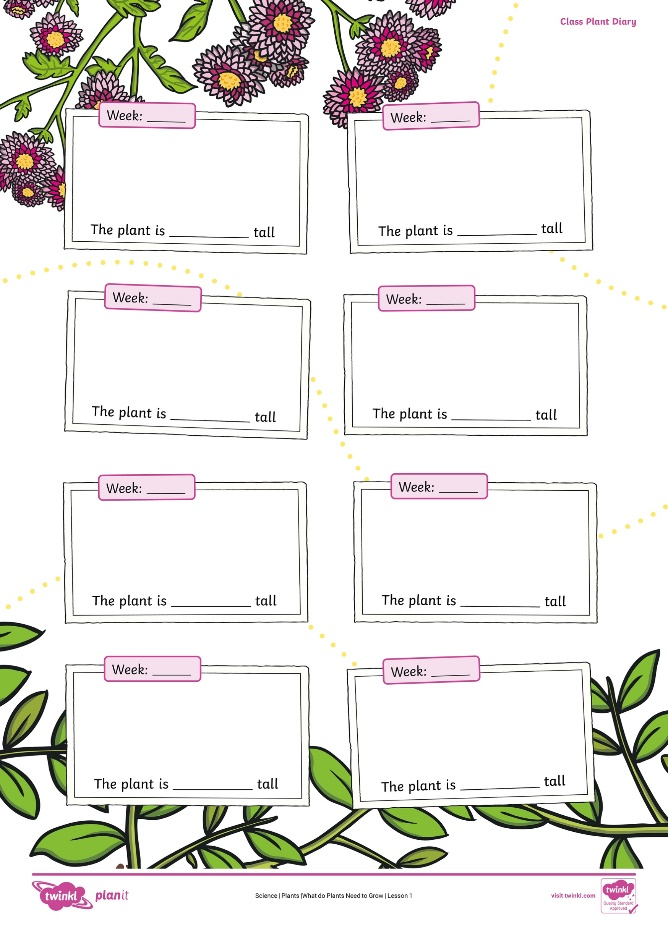 Class Plant Diary
Week: _____
Week: _____
The plant is __________ tall
The plant is __________ tall
Week: _____
Week: _____
The plant is __________ tall
The plant is __________ tall
Week: _____
Week: _____
The plant is __________ tall
The plant is __________ tall
Week: _____
Week: _____
The plant is __________ tall
The plant is __________ tall
twinkl planit
Science | Plants |What do Plants Need to Grow | Lesson 1
visit twinkl.com
twinkl
Quality Standard
Approved